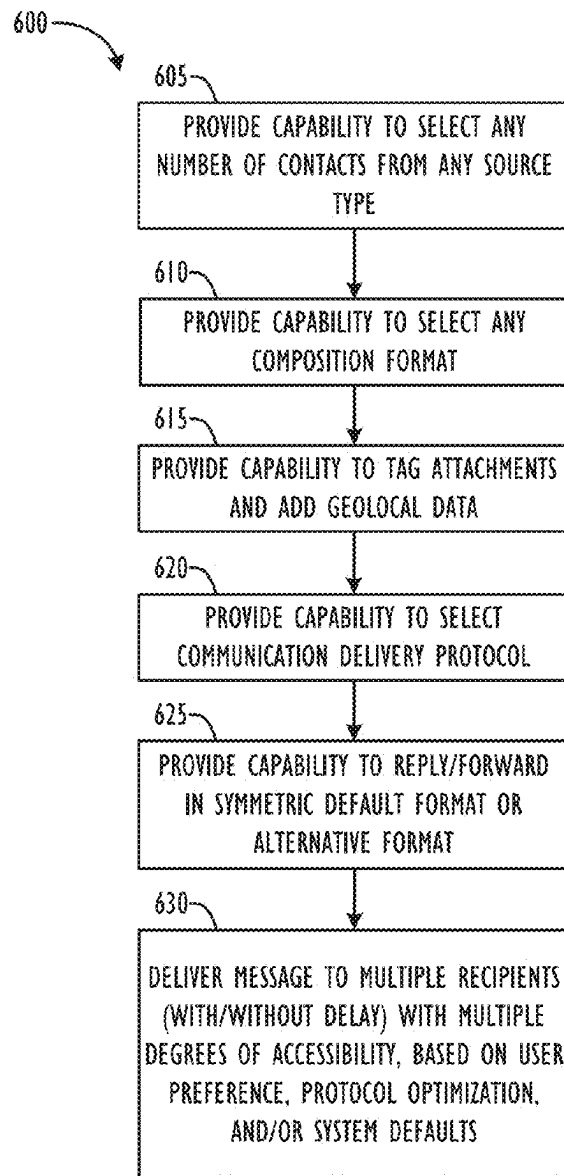 600
605
PROVIDE CAPABILITY TO SELECT ANY
NUMBER OF CONTACTS FROM ANY SOURCE
TYPE
610
PROVIDE CAPABILITY TO SELECT ANY
COMPOSITION FORMAT
615
PROVIDE CAPABILITY TO TAG ATTACHMENTS
AND ADD GEOLOCAL DATA
620
PROVIDE CAPABILITY TO SELECT
COMMUNICATION DELIVERY PROTOCOL
625
PROVIDE CAPABILITY TO REPLY/FORWARD
IN SYMMETRIC DEFAULT FORMAT OR
ALTERNATIVE FORMAT
630
DELIVER MESSAGE TO MULTIPLE RECIPIENTS
(WITH/WITHOUT DELAY) WITH MULTIPLE
DEGREES OF ACCESSIBILITY, BASED ON USER
PREFERENCE, PROTOCOL OPTIMIZATION,
AND/OR SYSTEM DEFAULTS